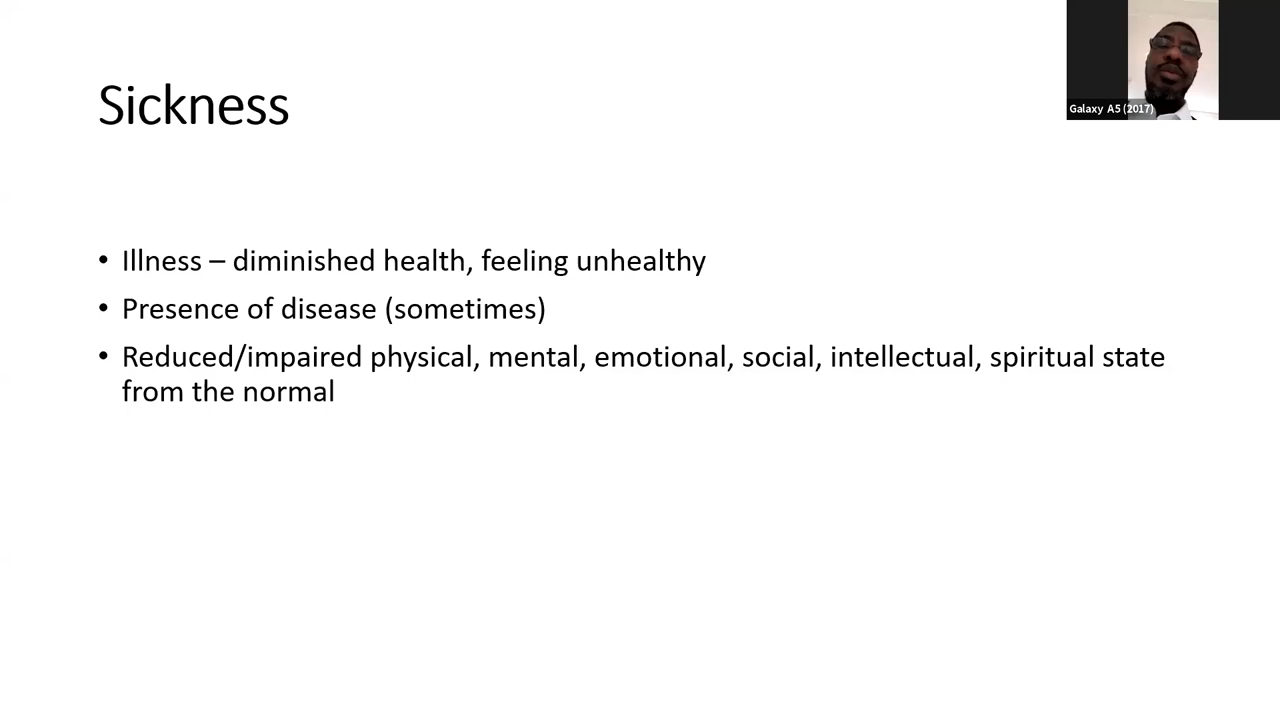 Sickness
Galaxy A5 (2017)
• Illness – diminished health, feeling unhealthy
• Presence of disease (sometimes)
• Reduced/impaired physical, mental, emotional, social, intellectual, spiritual state
from the normal